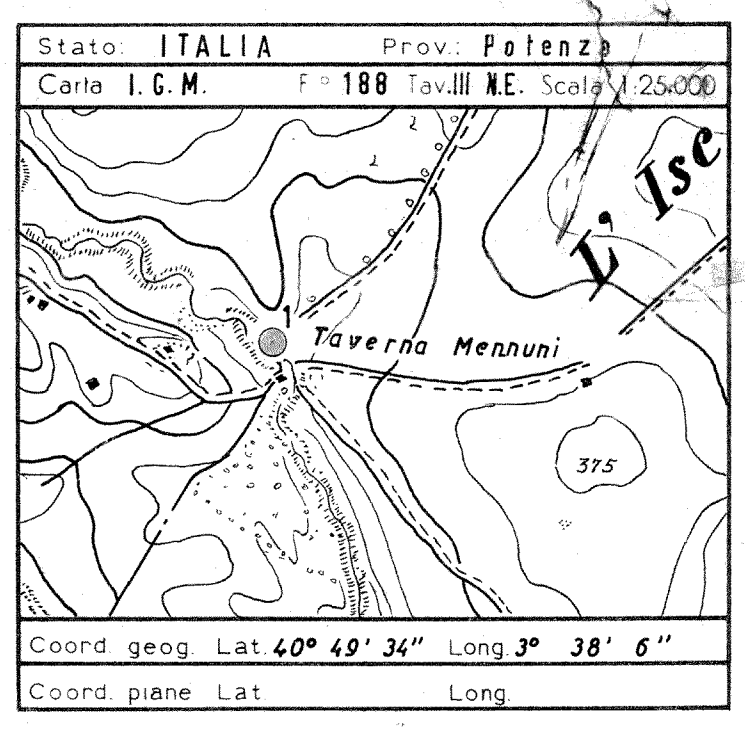 Stato: ITALIA Prov.: Potenza
Carta I.G.M. F° 188 Tav.III N.E. Scala 1:25.000
L' Ise
1
Taverna Mennuni
375
Coord. geog. Lat. 40° 49' 34" Long. 3° 38' 6"
Coord. piane Lat. Long.